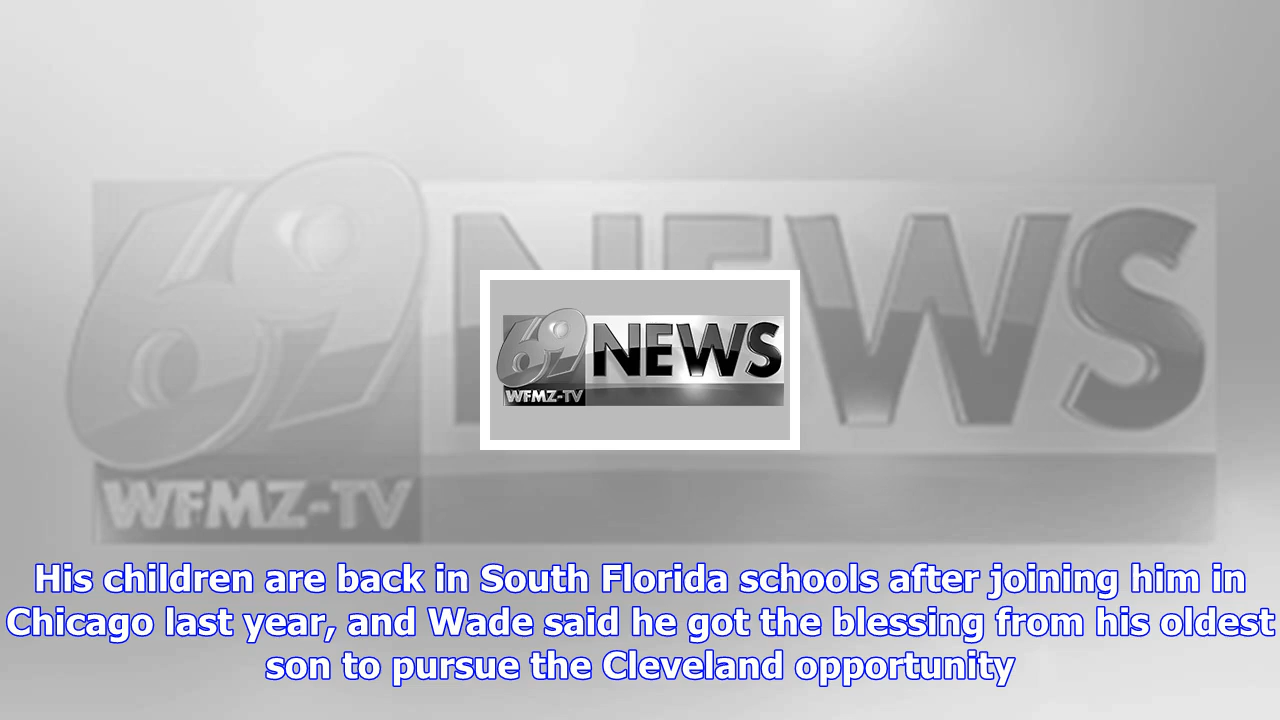 69 NEWS
WFMZ-TV
69 NEWS
WFMZ-TV
His children are back in South Florida schools after joining him in
Chicago last year, and Wade said he got the blessing from his oldest
son to pursue the Cleveland opportunity